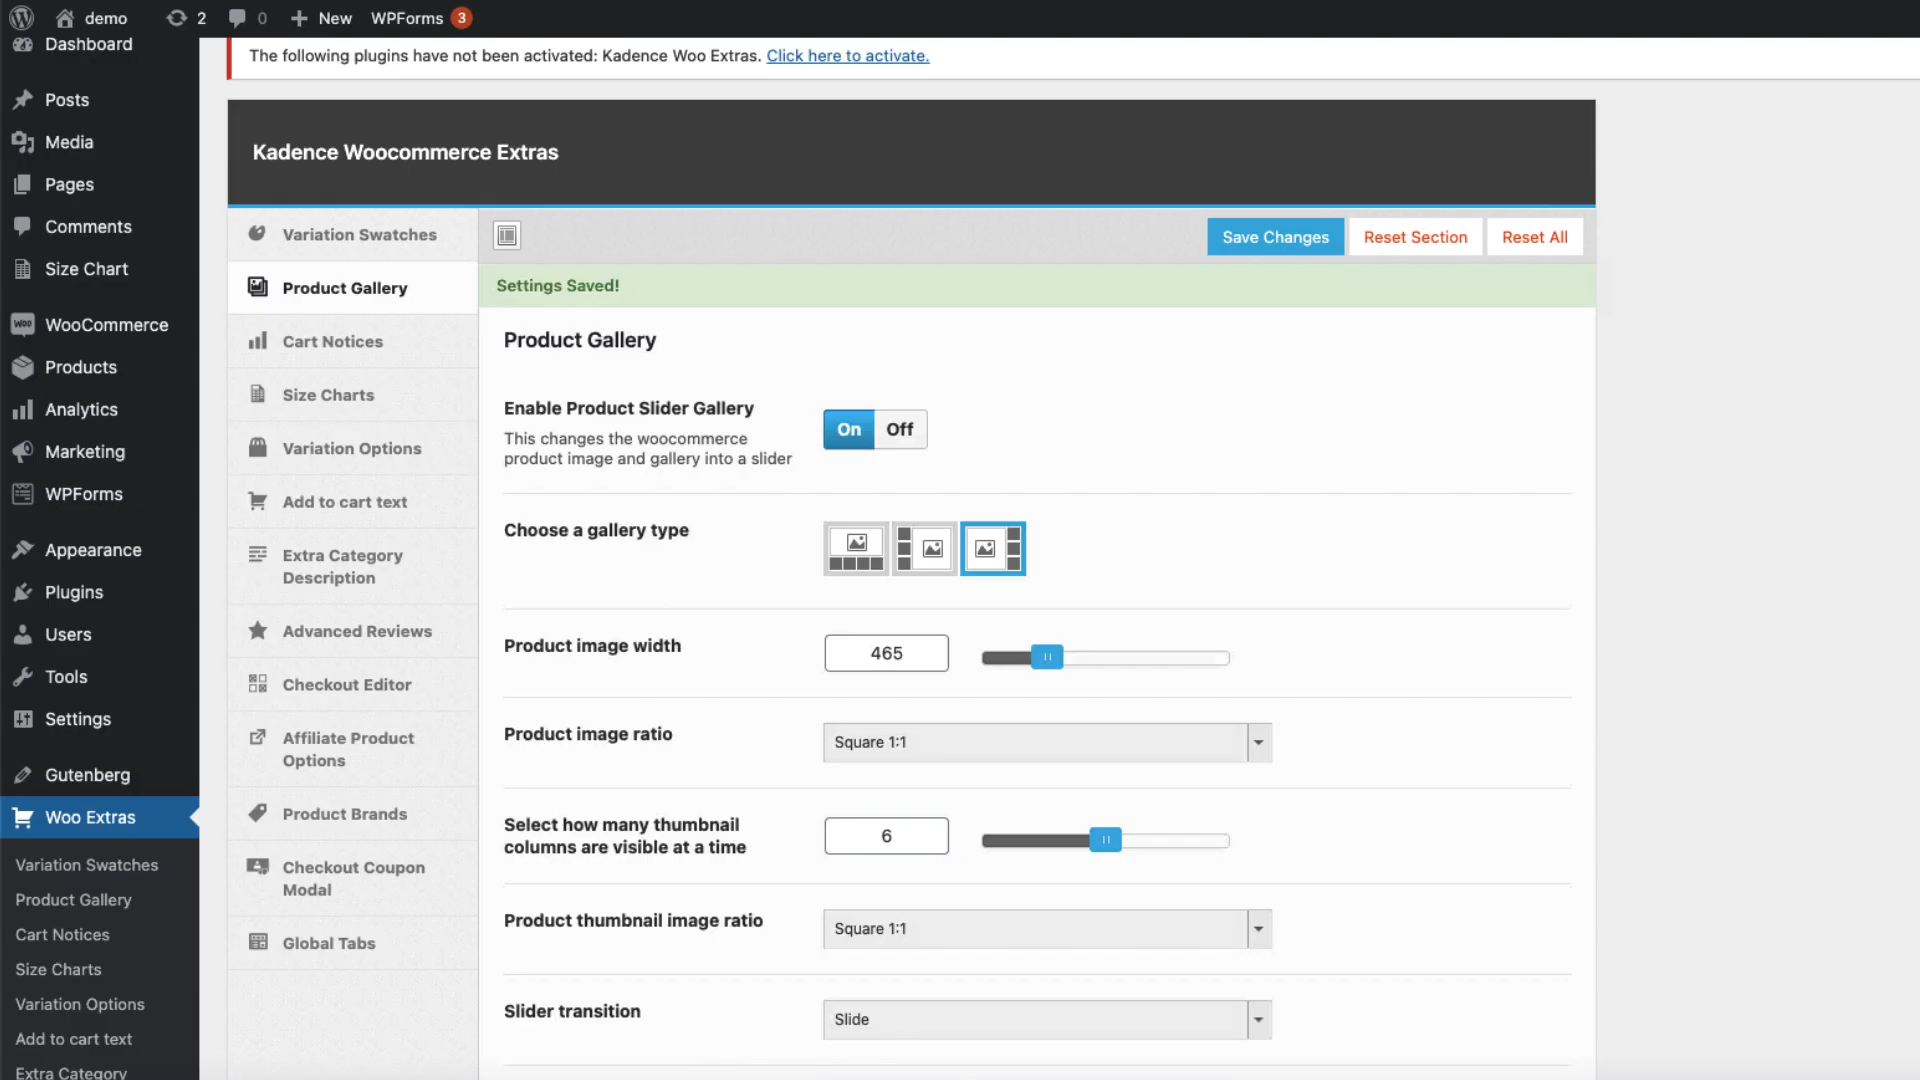 demo
2
0
New
WPForms
3
Dashboard
Posts
Media
Pages
Comments
Size Chart
WooCommerce
Products
Analytics
Marketing
WPForms
Appearance
Plugins
Users
Tools
Settings
Gutenberg
Woo Extras
Variation Swatches
Product Gallery
Cart Notices
Size Charts
Variation Options
Add to cart text
Extra Category
The following plugins have not been activated: Kadence Woo Extras. Click here to activate.
Kadence Woocommerce Extras
Variation Swatches
Product Gallery
Cart Notices
Size Charts
Variation Options
Add to cart text
Extra Category
Description
Advanced Reviews
Checkout Editor
Affiliate Product
Options
Product Brands
Checkout Coupon
Modal
Global Tabs
Save Changes
Reset Section
Reset All
Settings Saved!
Product Gallery
Enable Product Slider Gallery
This changes the woocommerce
product image and gallery into a slider
On
Off
Choose a gallery type
Product image width
465
Product image ratio
Square 1:1
Select how many thumbnail
columns are visible at a time
6
Product thumbnail image ratio
Square 1:1
Slider transition
Slide